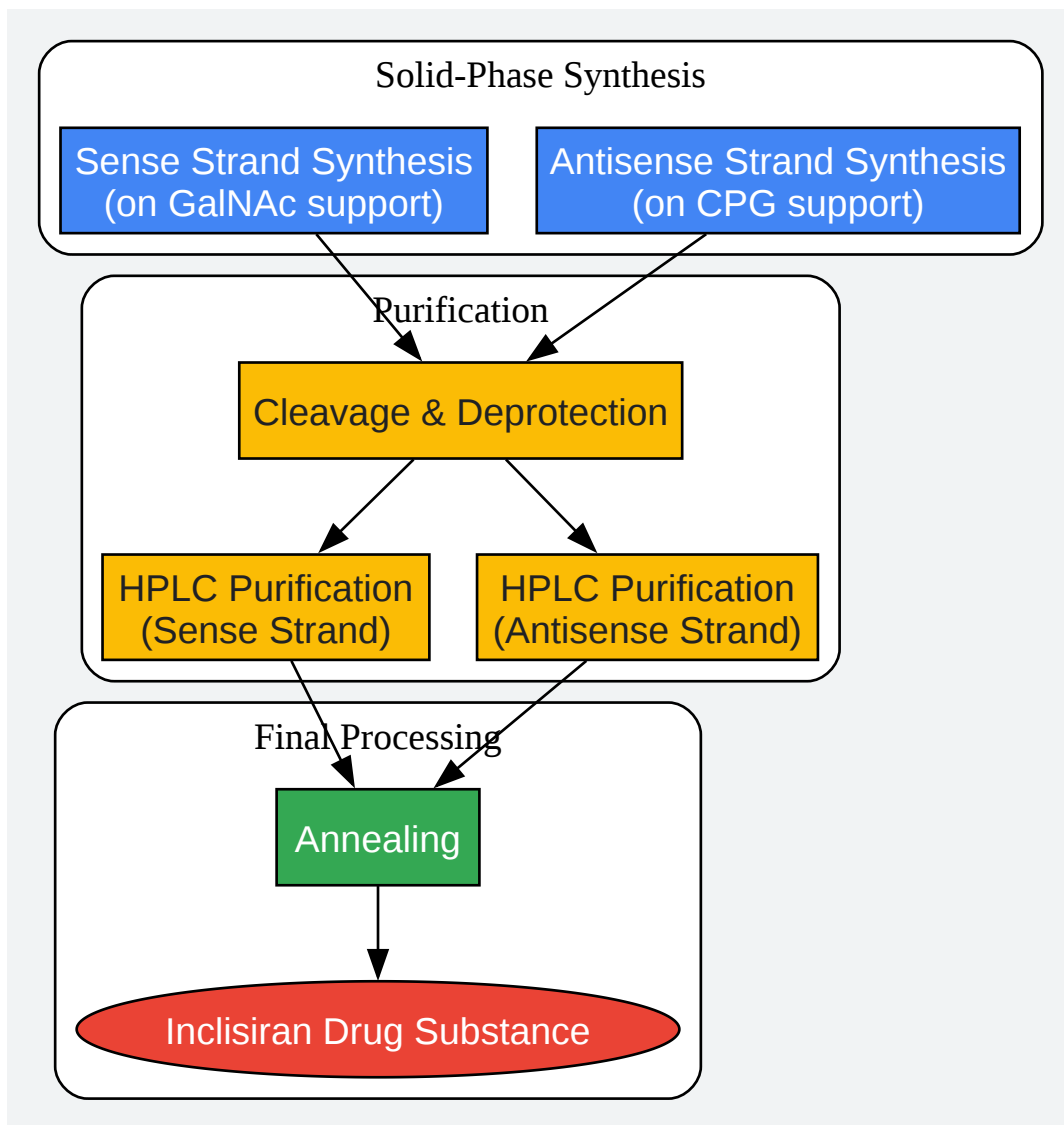 Solid-Phase Synthesis
Sense Strand Synthesis
(on GalNAc support)
Antisense Strand Synthesis
(on CPG support)
Purification
Cleavage & Deprotection
HPLC Purification
(Sense Strand)
HPLC Purification
(Antisense Strand)
Final Processing
Annealing
Inclisiran Drug Substance